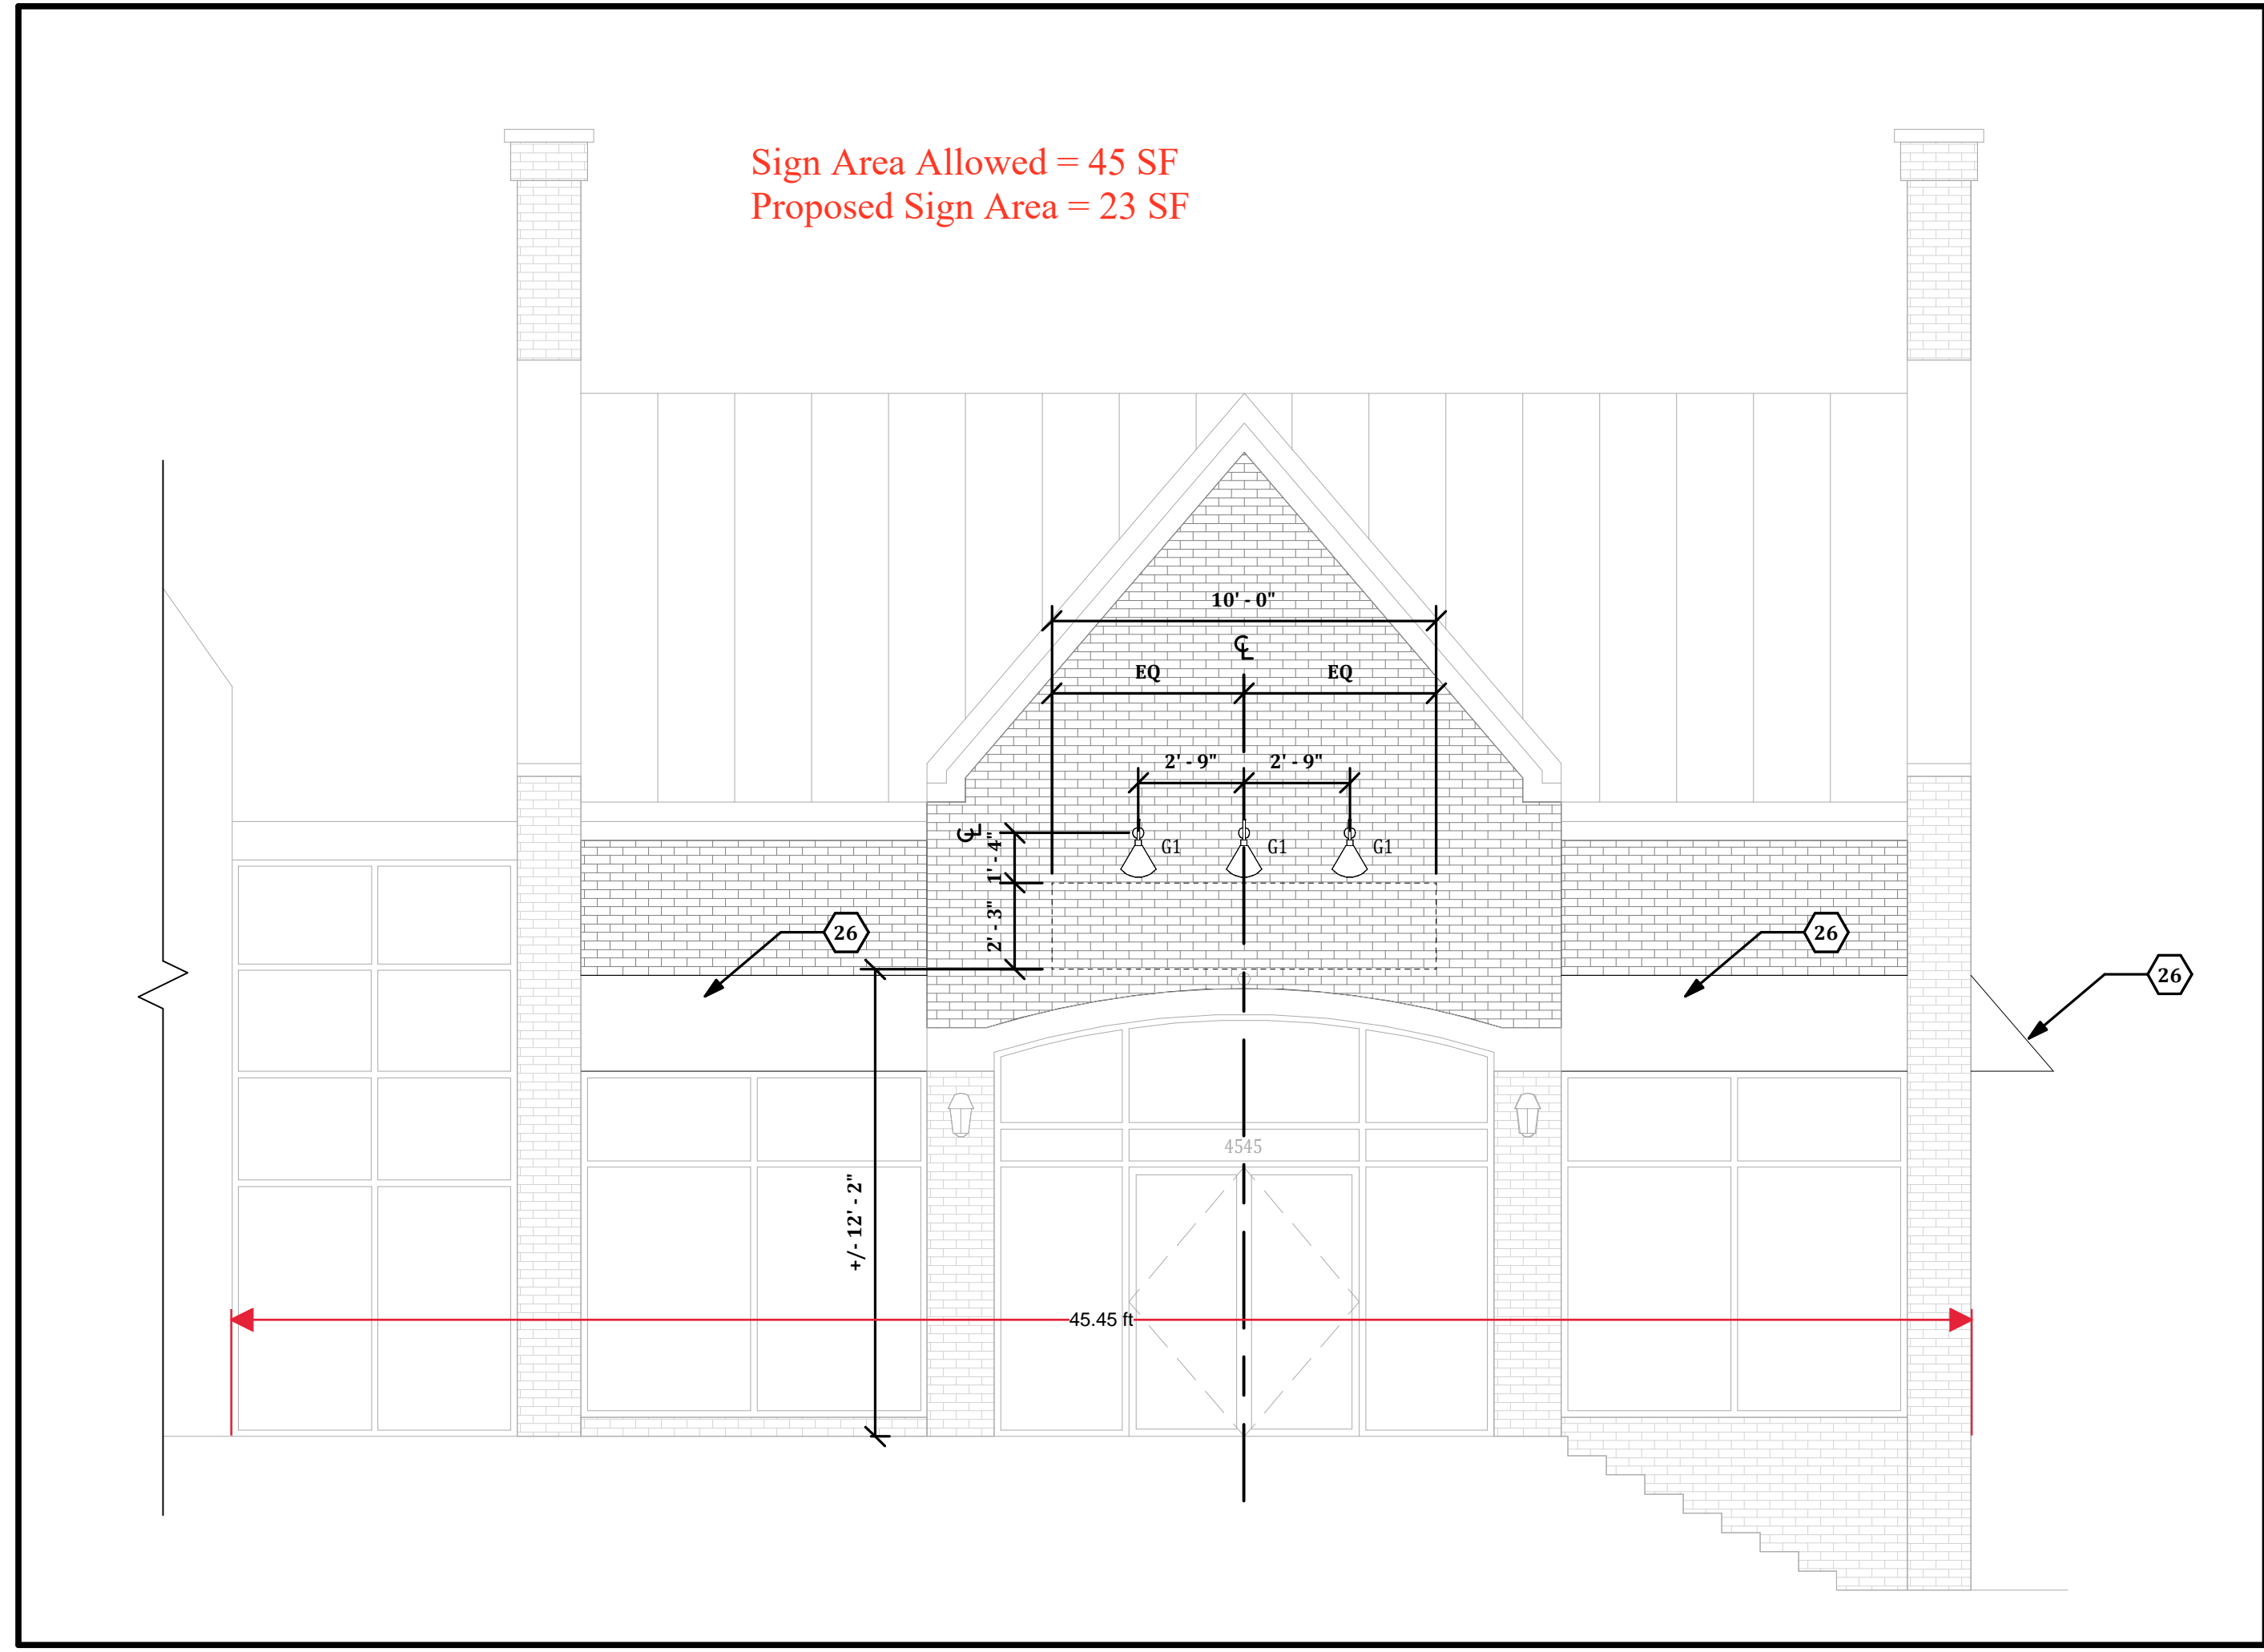 Sign Area Allowed = 45 SF
Proposed Sign Area = 23 SF
10' - 0"
℄
EQ
EQ
2' - 9"
2' - 9"
℄
1' - 4"
G1
G1
G1
2' - 3"
26
26
26
4545
+/- 12' - 2"
45.45 ft